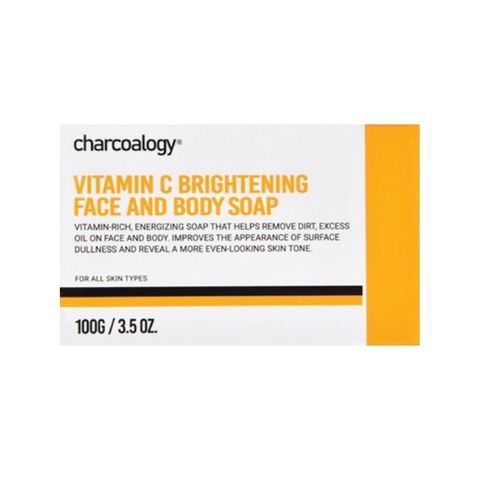 charcoalogy®
VITAMIN C BRIGHTENING
FACE AND BODY SOAP
VITAMIN-RICH, ENERGIZING SOAP THAT HELPS REMOVE DIRT, EXCESS
OIL ON FACE AND BODY. IMPROVES THE APPEARANCE OF SURFACE
DULLNESS AND REVEAL A MORE EVEN-LOOKING SKIN TONE.
FOR ALL SKIN TYPES
100G / 3.5 OZ.